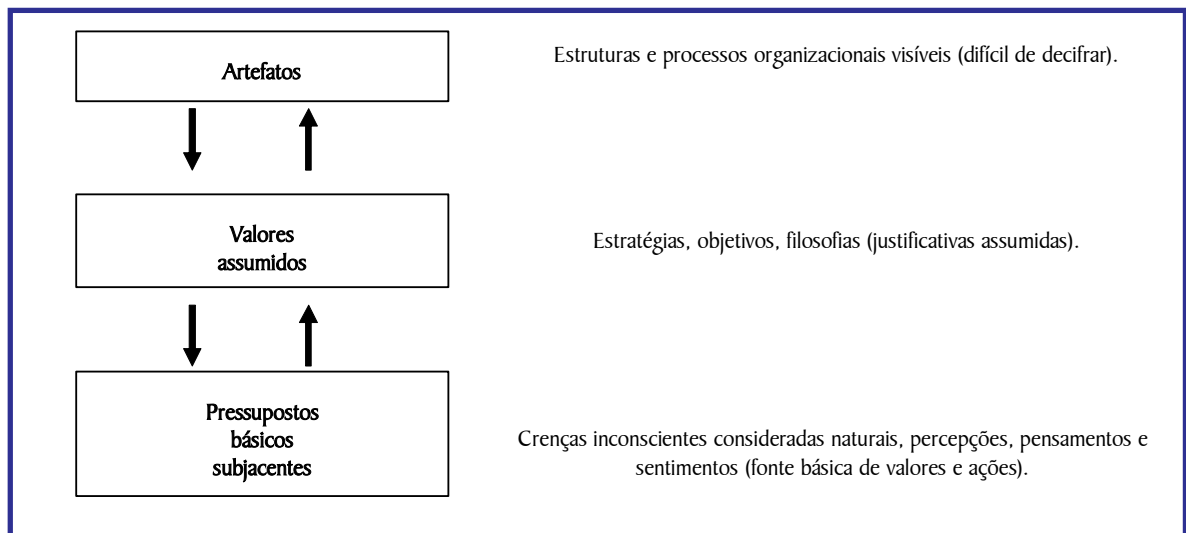 Artefatos
Estruturas e processos organizacionais visíveis (difícil de decifrar).
Valores
assumidos
Estratégias, objetivos, filosofias (justificativas assumidas).
Pressupostos
básicos
subjacentes
Crenças inconscientes consideradas naturais, percepções, pensamentos e
sentimentos (fonte básica de valores e ações).